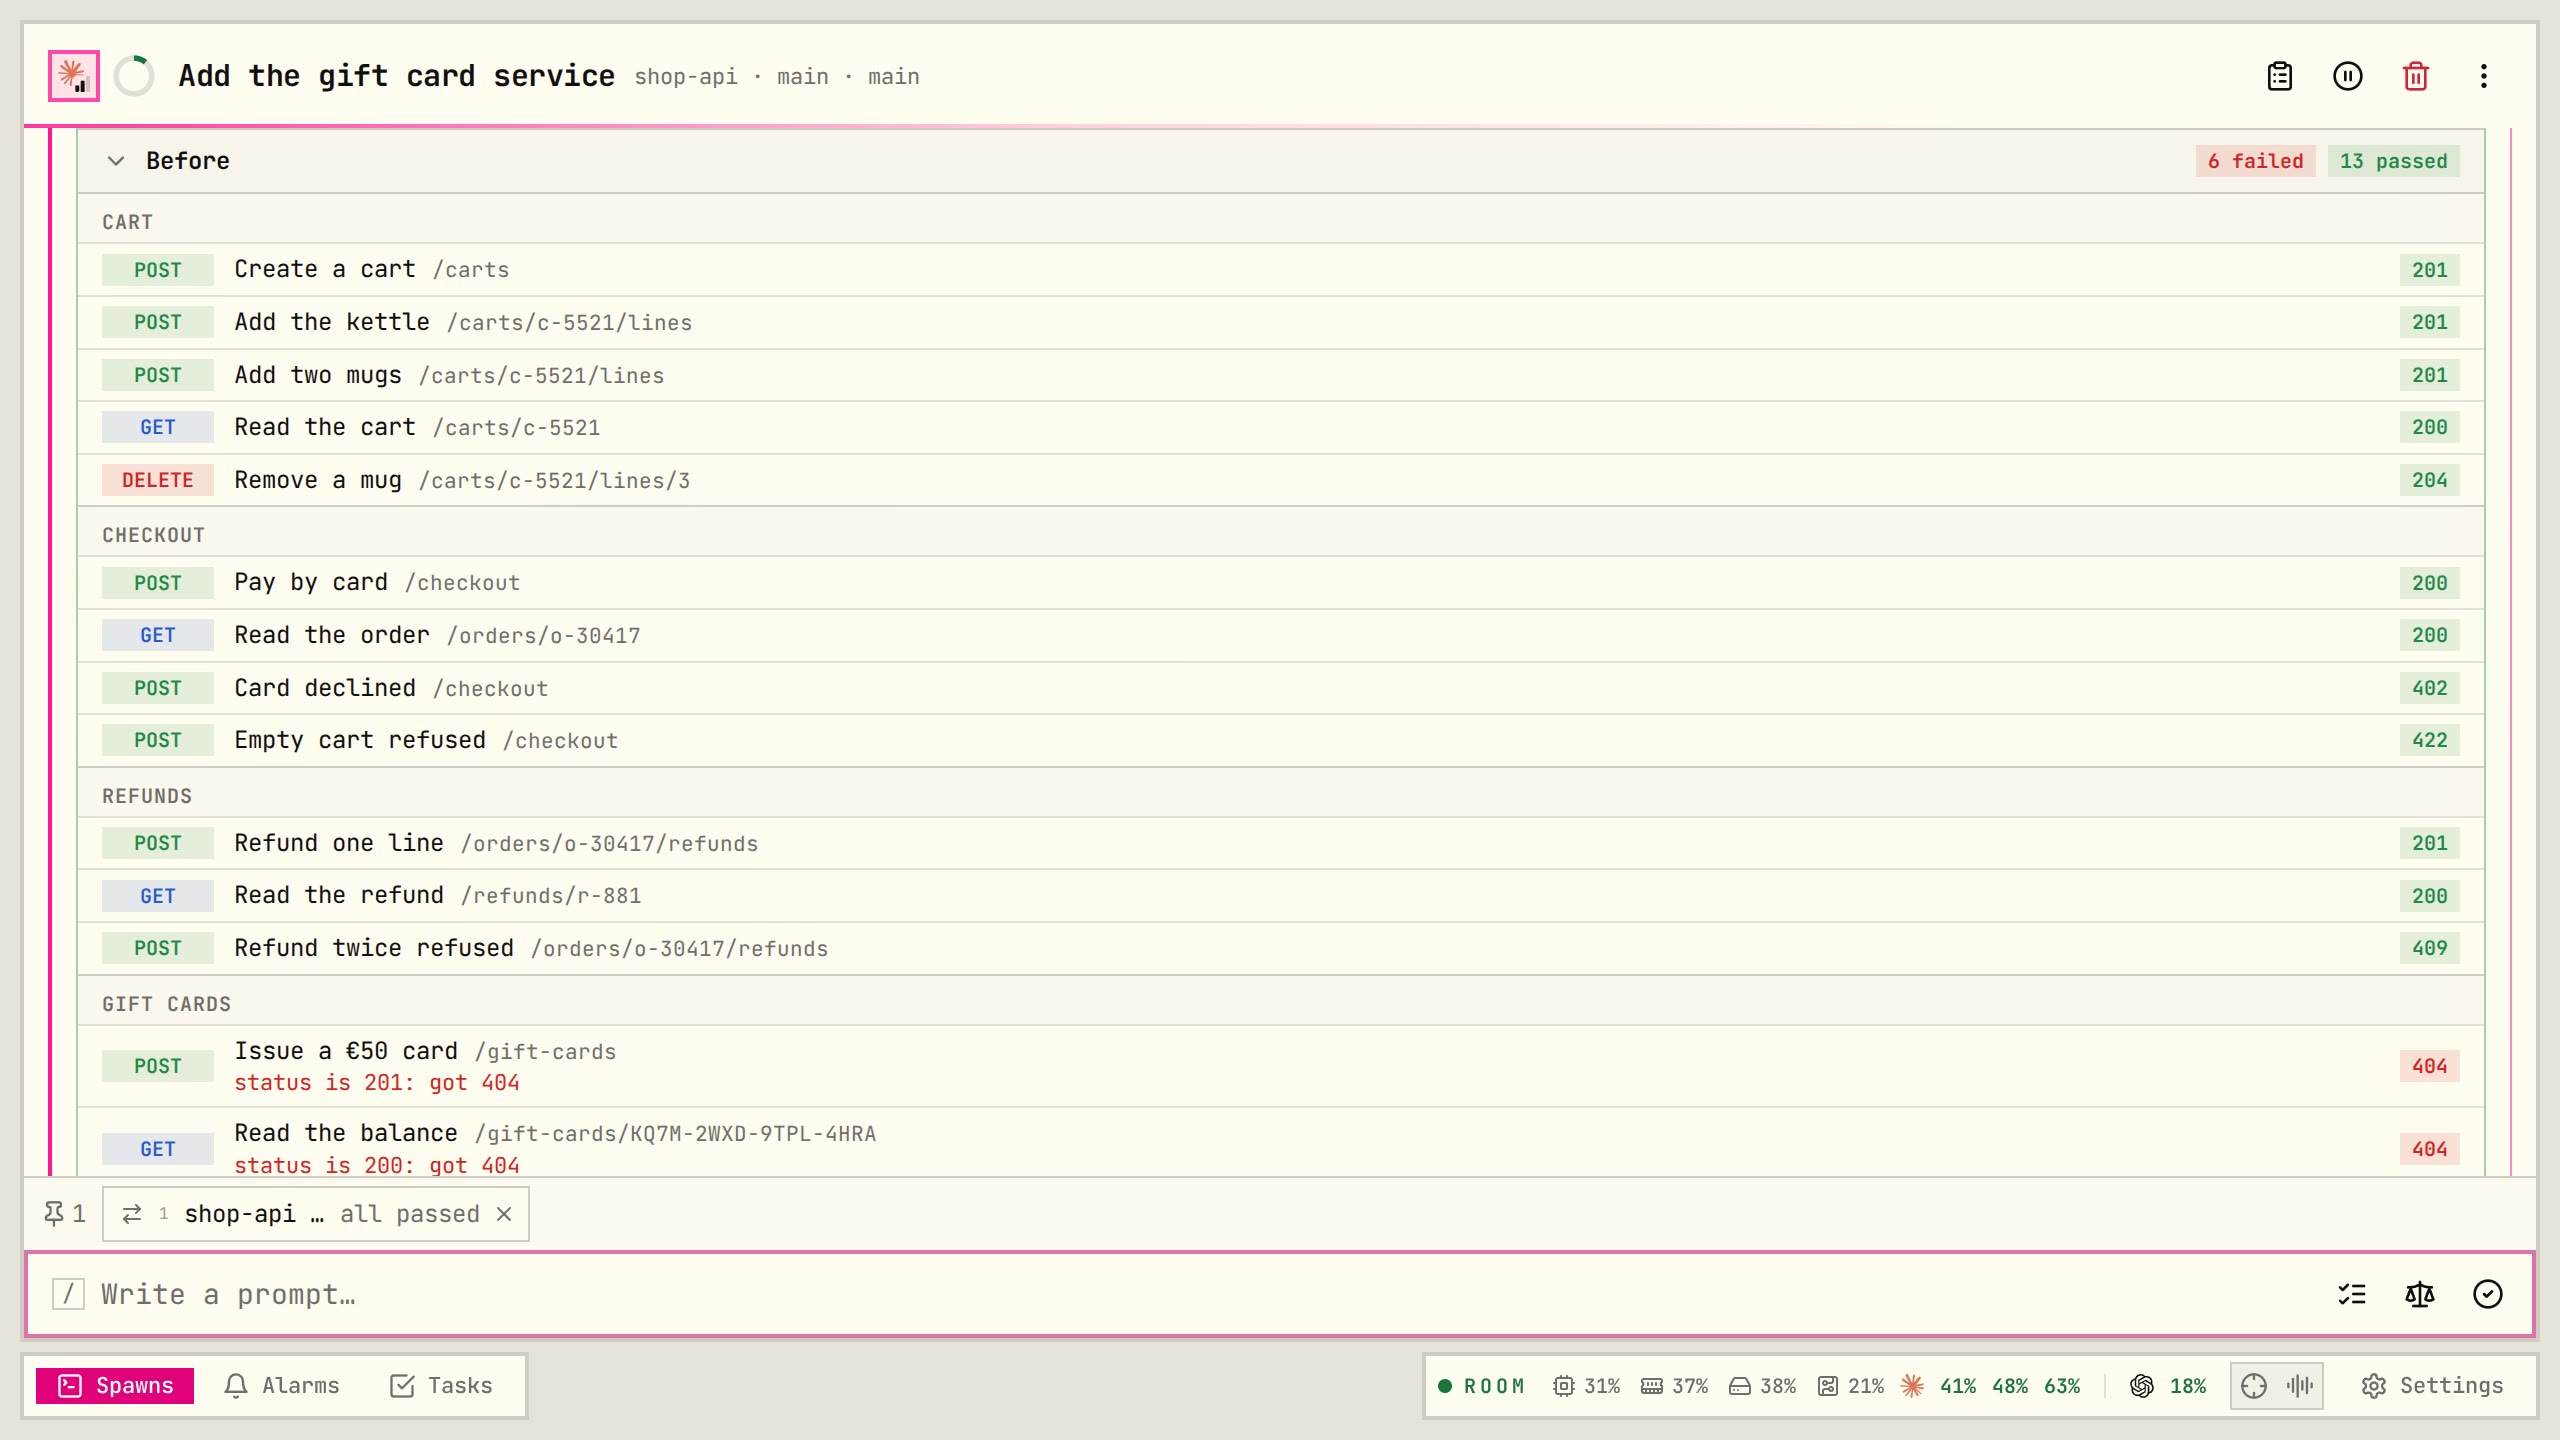 Add the gift card service shop-api · main · main
Before 6 failed 13 passed
CART
POST Create a cart /carts 201
POST Add the kettle /carts/c-5521/lines 201
POST Add two mugs /carts/c-5521/lines 201
GET Read the cart /carts/c-5521 200
DELETE Remove a mug /carts/c-5521/lines/3 204
CHECKOUT
POST Pay by card /checkout 200
GET Read the order /orders/o-30417 200
POST Card declined /checkout 402
POST Empty cart refused /checkout 422
REFUNDS
POST Refund one line /orders/o-30417/refunds 201
GET Read the refund /refunds/r-881 200
POST Refund twice refused /orders/o-30417/refunds 409
GIFT CARDS
POST Issue a €50 card /gift-cards 404
status is 201: got 404
GET Read the balance /gift-cards/KQ7M-2WXD-9TPL-4HRA 404
status is 200: got 404
1 1 shop-api … all passed
/ Write a prompt…
Spawns Alarms Tasks ROOM 31% 37% 38% 21% 41% 48% 63% 18% Settings